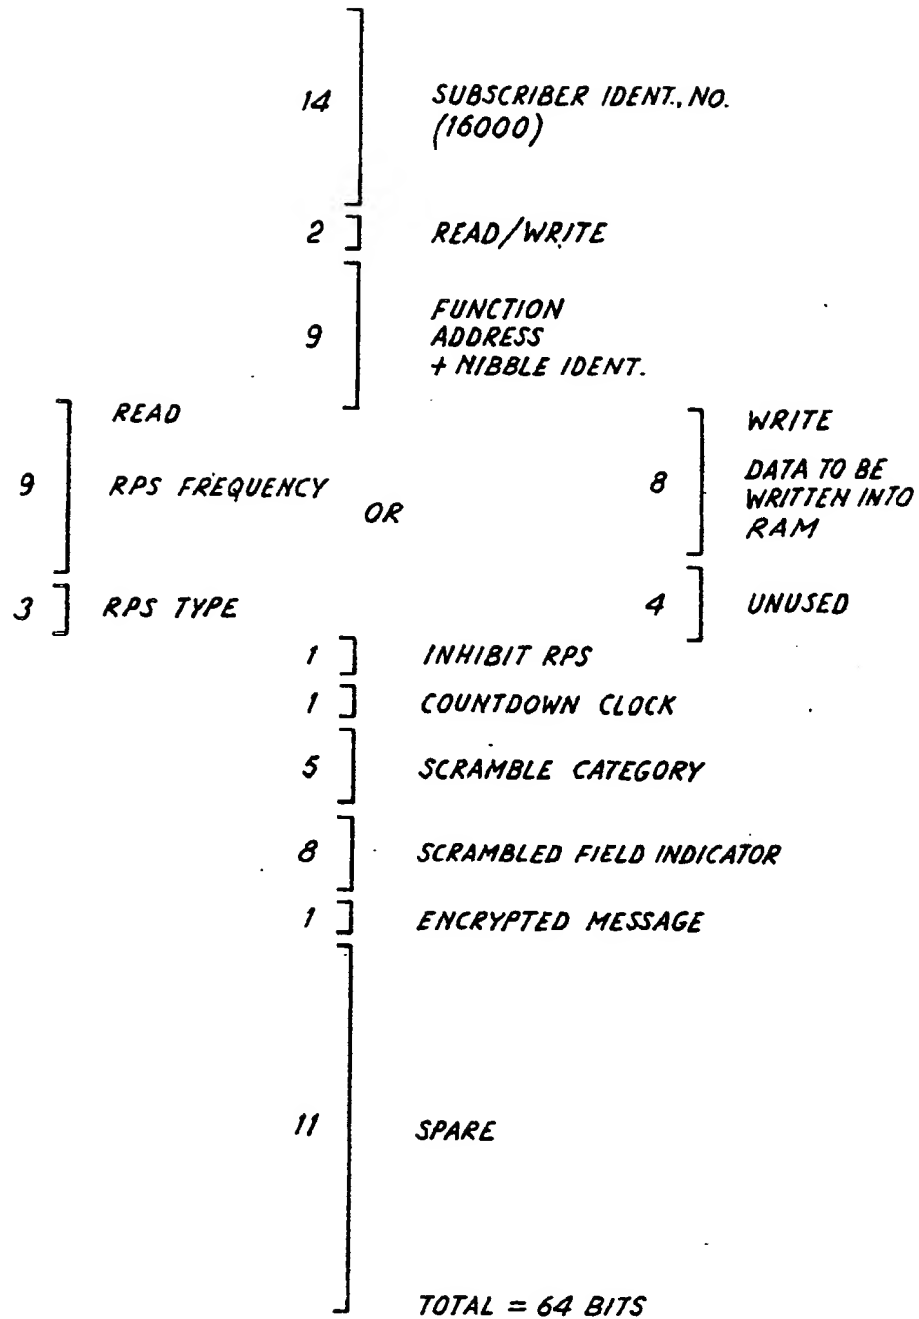 14 SUBSCRIBER IDENT., NO.
(16000)
2 READ/WRITE
FUNCTION
9 ADDRESS
+ NIBBLE IDENT.
READ
9 RPS FREQUENCY
OR
WRITE
8 DATA TO BE
WRITTEN INTO
RAM
3 RPS TYPE
4 UNUSED
1 INHIBIT RPS
1 COUNTDOWN CLOCK
5 SCRAMBLE CATEGORY
8 SCRAMBLED FIELD INDICATOR
1 ENCRYPTED MESSAGE
11 SPARE
TOTAL = 64 BITS